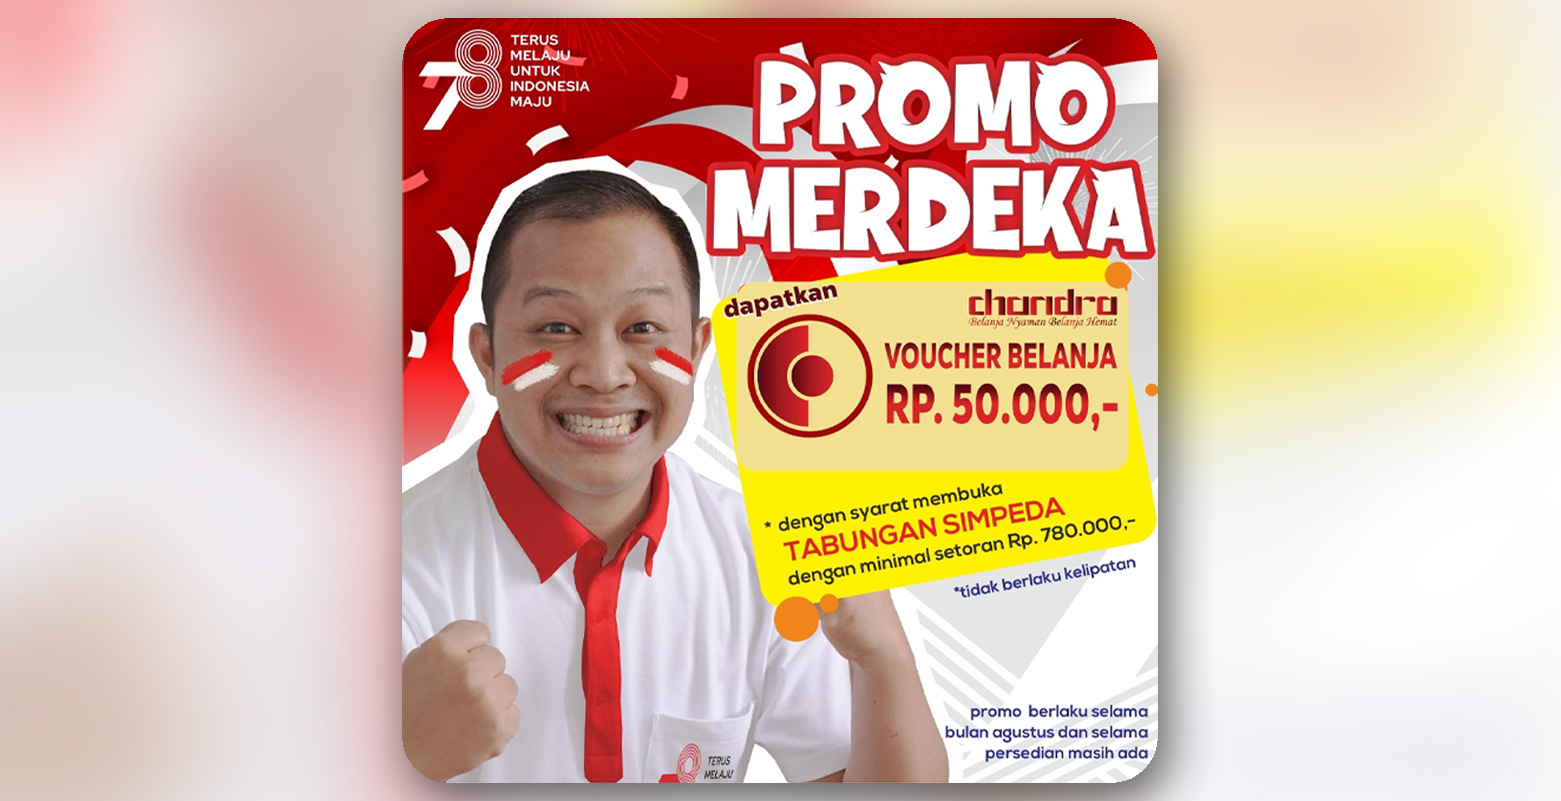 78
TERUS
MELAJU
UNTUK
INDONESIA
MAJU
PROMO
MERDEKA
dapatkan
chandra
Belanja Nyaman Belanja Hemat
VOUCHER BELANJA
RP. 50.000,-
* dengan syarat membuka
TABUNGAN SIMPEDA
dengan minimal setoran Rp. 780.000,-
*tidak berlaku kelipatan
promo berlaku selama
bulan agustus dan selama
persedian masih ada
TERUS
MELAJU